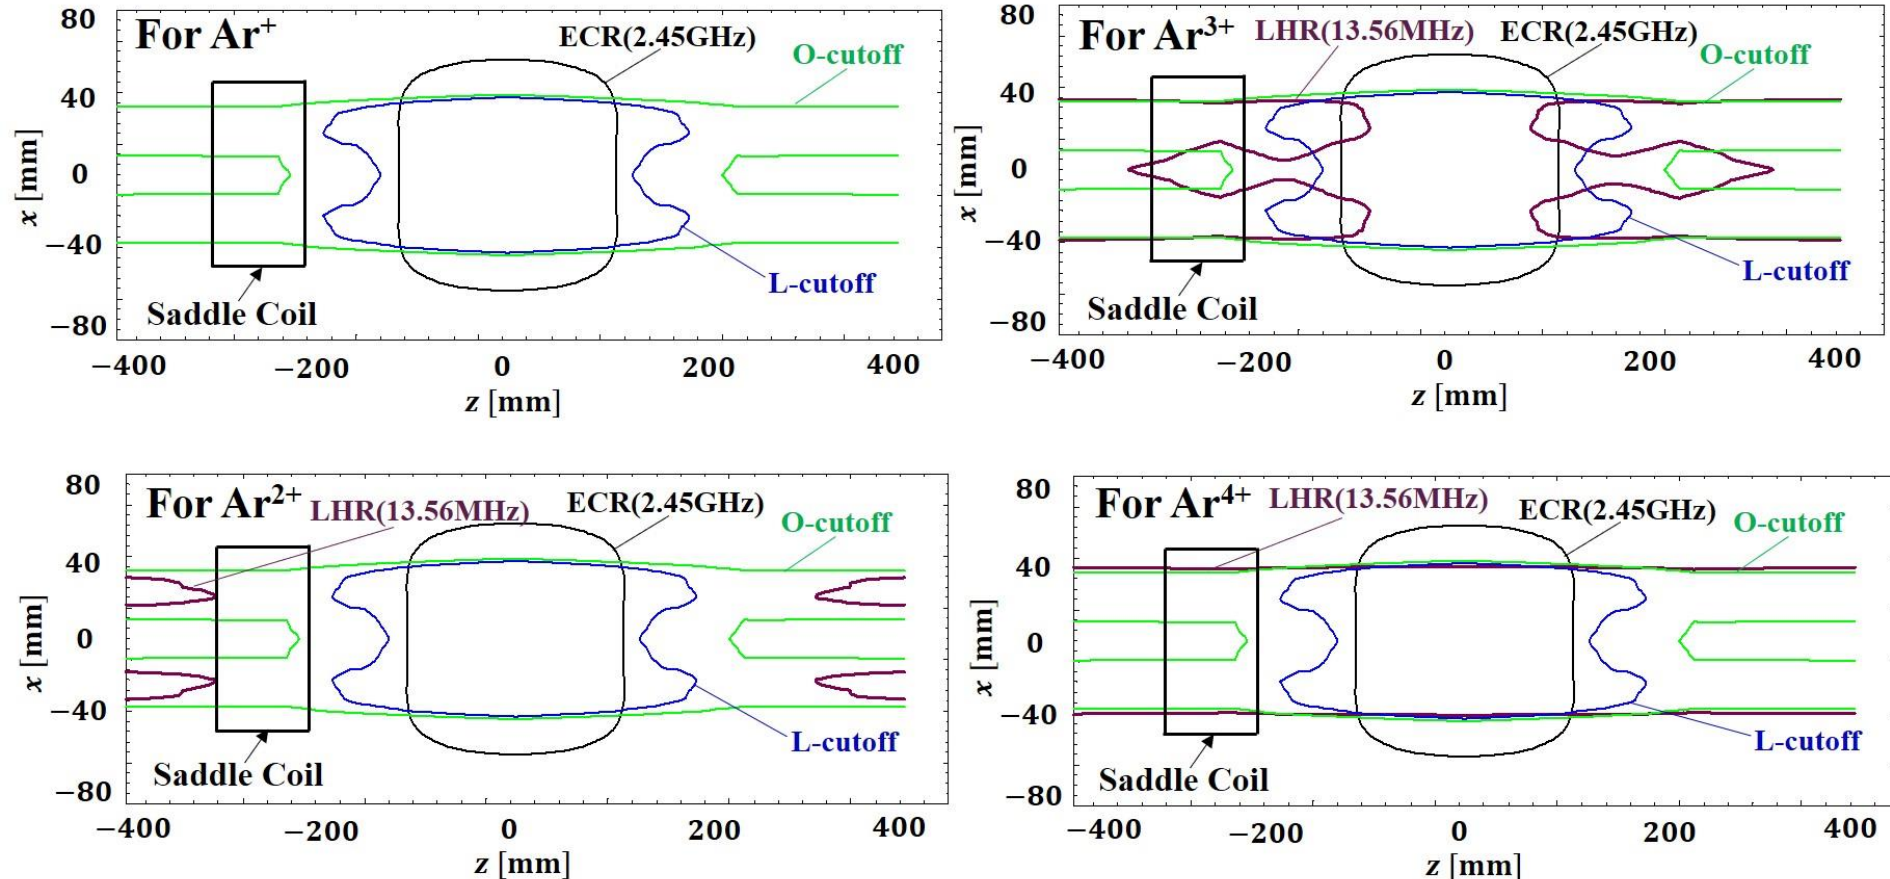 For Ar⁺
ECR(2.45GHz)
O-cutoff
L-cutoff
Saddle Coil
80
40
0
−40
−80
x [mm]
−400 −200 0 200 400
z [mm]
For Ar³⁺
LHR(13.56MHz)
ECR(2.45GHz)
O-cutoff
L-cutoff
Saddle Coil
80
40
0
−40
−80
x [mm]
−400 −200 0 200 400
z [mm]
For Ar²⁺
LHR(13.56MHz)
ECR(2.45GHz)
O-cutoff
L-cutoff
Saddle Coil
80
40
0
−40
−80
x [mm]
−400 −200 0 200 400
z [mm]
For Ar⁴⁺
LHR(13.56MHz)
ECR(2.45GHz)
O-cutoff
L-cutoff
Saddle Coil
80
40
0
−40
−80
x [mm]
−400 −200 0 200 400
z [mm]